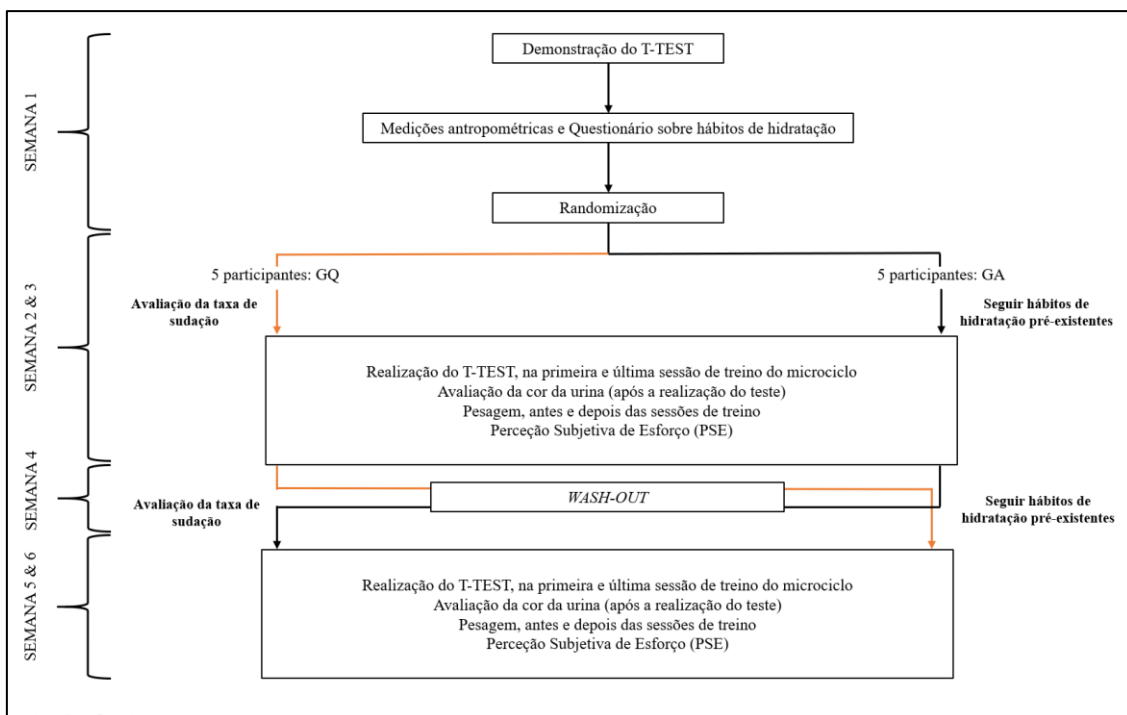 SEMANA 1
Demonstração do T-TEST
Medições antropométricas e Questionário sobre hábitos de hidratação
Randomização
SEMANA 2 & 3
5 participantes: GQ
5 participantes: GA
Avaliação da taxa de
sudação
Seguir hábitos de
hidratação pré-existentes
Realização do T-TEST, na primeira e última sessão de treino do microciclo
Avaliação da cor da urina (após a realização do teste)
Pesagem, antes e depois das sessões de treino
Perceção Subjetiva de Esforço (PSE)
SEMANA 4
WASH-OUT
Avaliação da taxa de
sudação
Seguir hábitos de
hidratação pré-existentes
SEMANA 5 & 6
Realização do T-TEST, na primeira e última sessão de treino do microciclo
Avaliação da cor da urina (após a realização do teste)
Pesagem, antes e depois das sessões de treino
Perceção Subjetiva de Esforço (PSE)